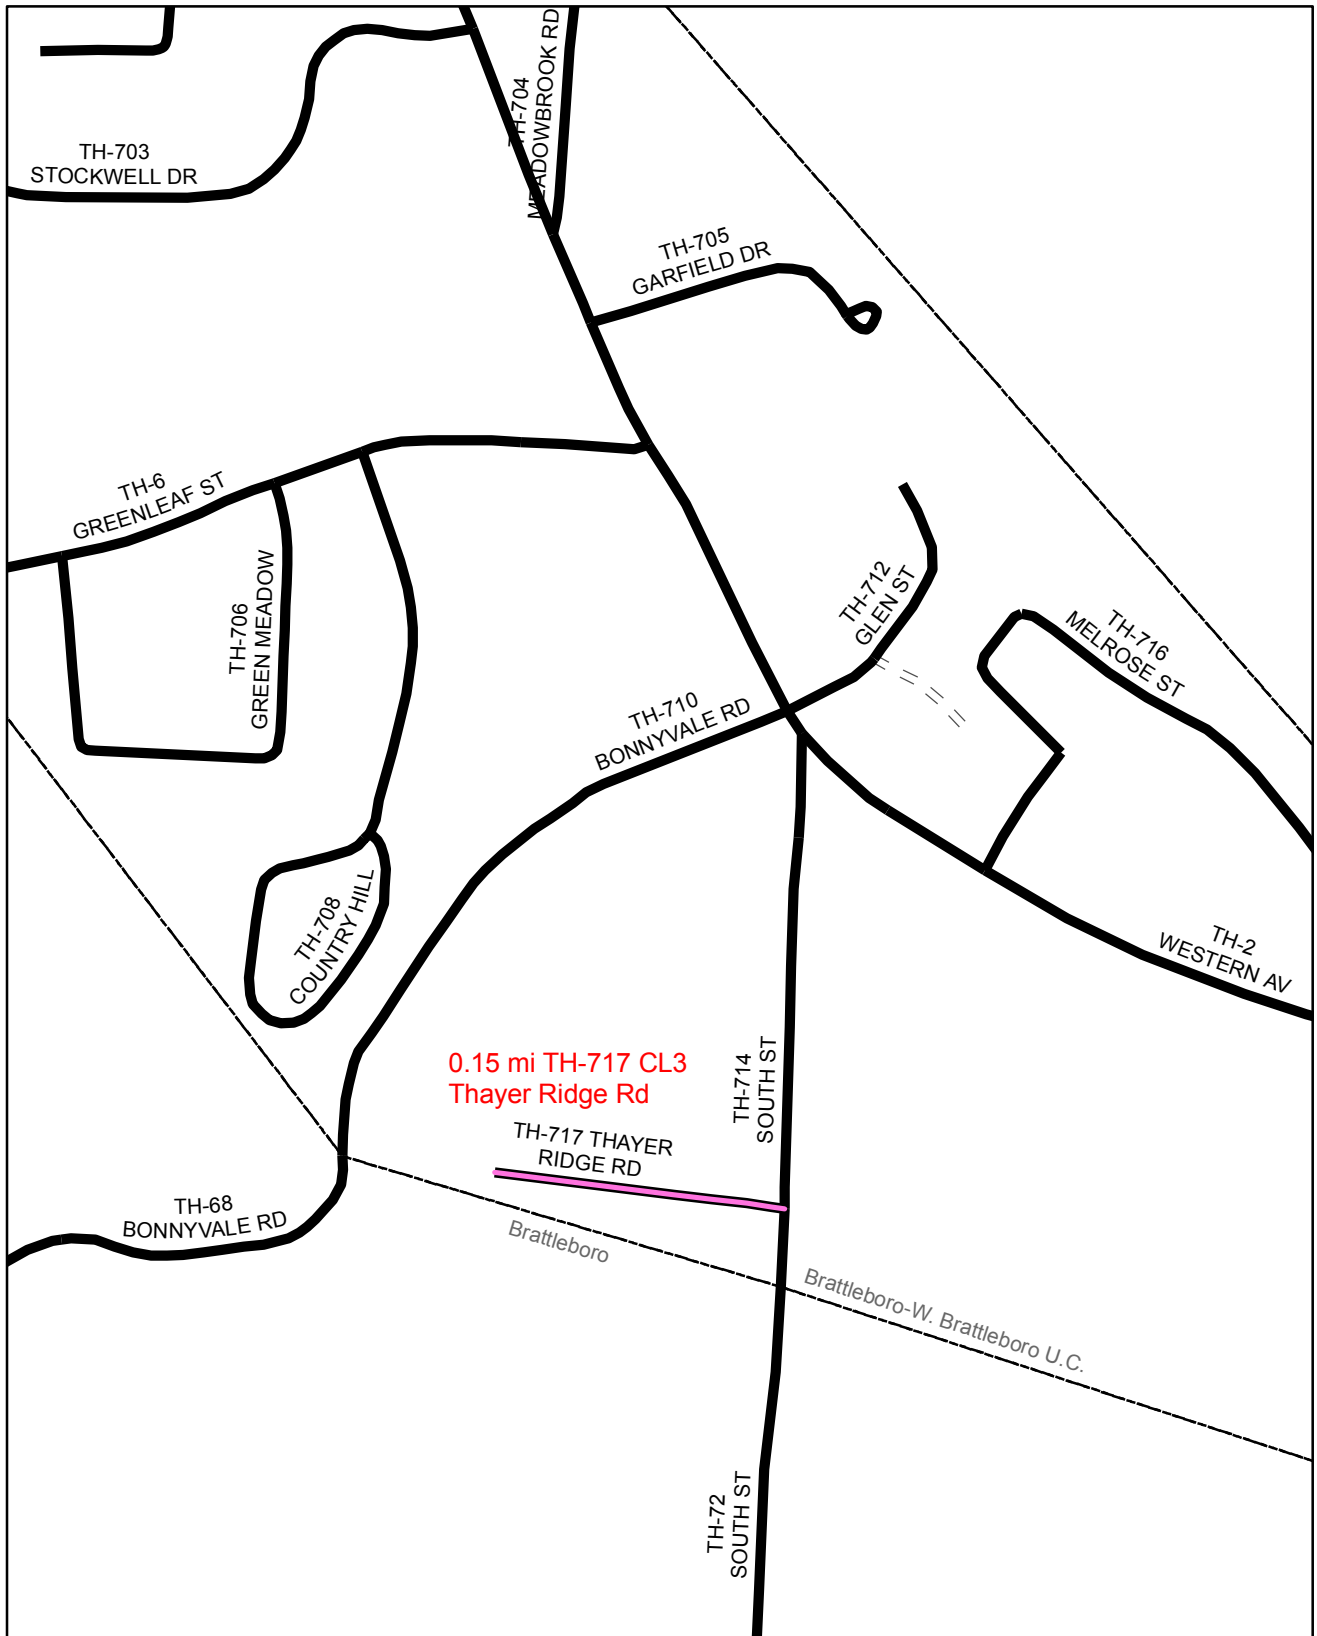 TH-704
MEADOWBROOK RD
TH-703
STOCKWELL DR
TH-705
GARFIELD DR
TH-6
GREENLEAF ST
TH-706
GREEN MEADOW
TH-712
GLEN ST
TH-716
MELROSE ST
TH-710
BONNYVALE RD
TH-708
COUNTRY HILL
TH-2
WESTERN AV
0.15 mi TH-717 CL3
Thayer Ridge Rd
TH-714
SOUTH ST
TH-717 THAYER
RIDGE RD
TH-68
BONNYVALE RD
Brattleboro
Brattleboro-W. Brattleboro U.C.
TH-72
SOUTH ST